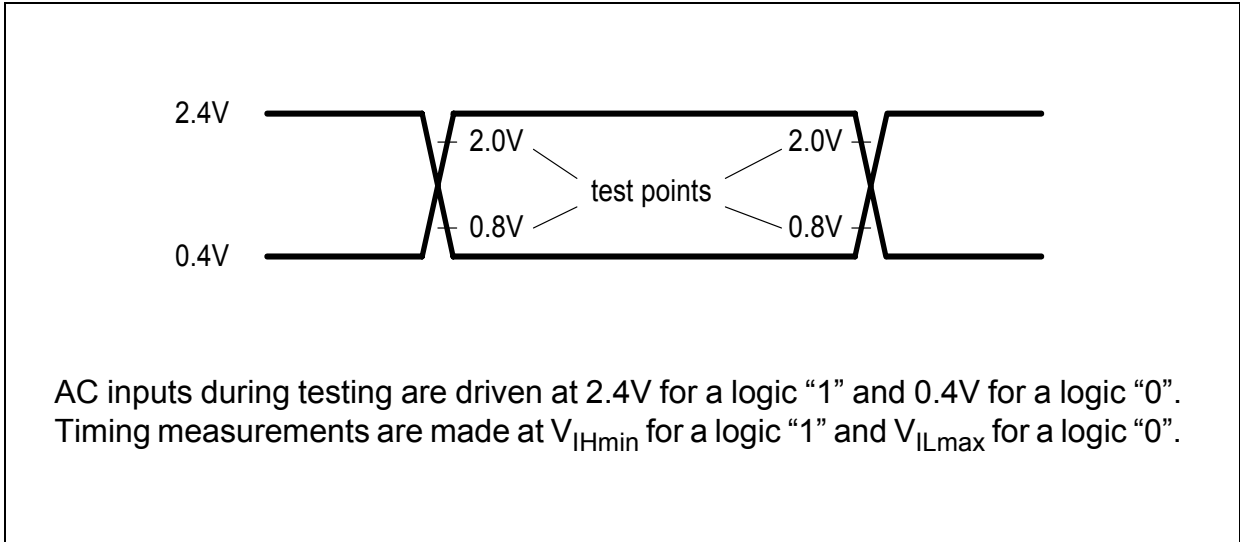 2.4V
2.0V 2.0V
test points
0.8V 0.8V
0.4V
AC inputs during testing are driven at 2.4V for a logic “1” and 0.4V for a logic “0”.
Timing measurements are made at VIHmin for a logic “1” and VILmax for a logic “0”.